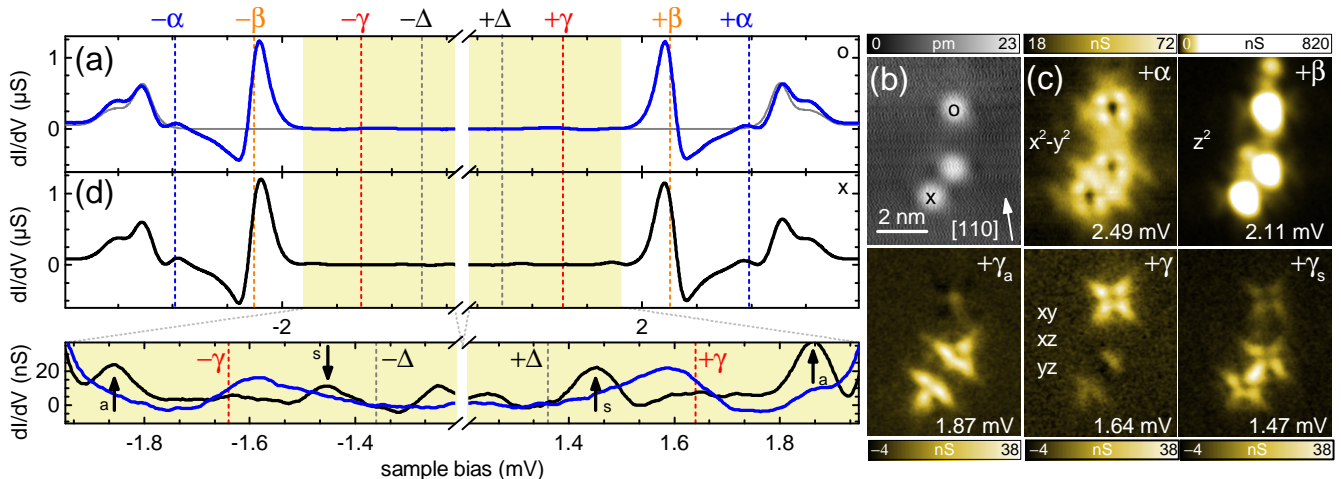 −α −β −γ −Δ +Δ +γ +β +α
(a) o
dI/dV (µS)
1
0
(d) x
dI/dV (µS)
1
0
-2 2
dI/dV (nS)
20
0
−γ s −Δ +Δ +γ
a s a
-1.8 -1.6 -1.4 1.4 1.6 1.8
sample bias (mV)
0 pm 23
(b)
o
x
2 nm
[110]
18 nS 72
(c) +α
x²-y²
2.49 mV
0 nS 820
+β
z²
2.11 mV
+γₐ
1.87 mV
−4 nS 38
+γ
xy
xz
yz
1.64 mV
−4 nS 38
+γₛ
1.47 mV
−4 nS 38